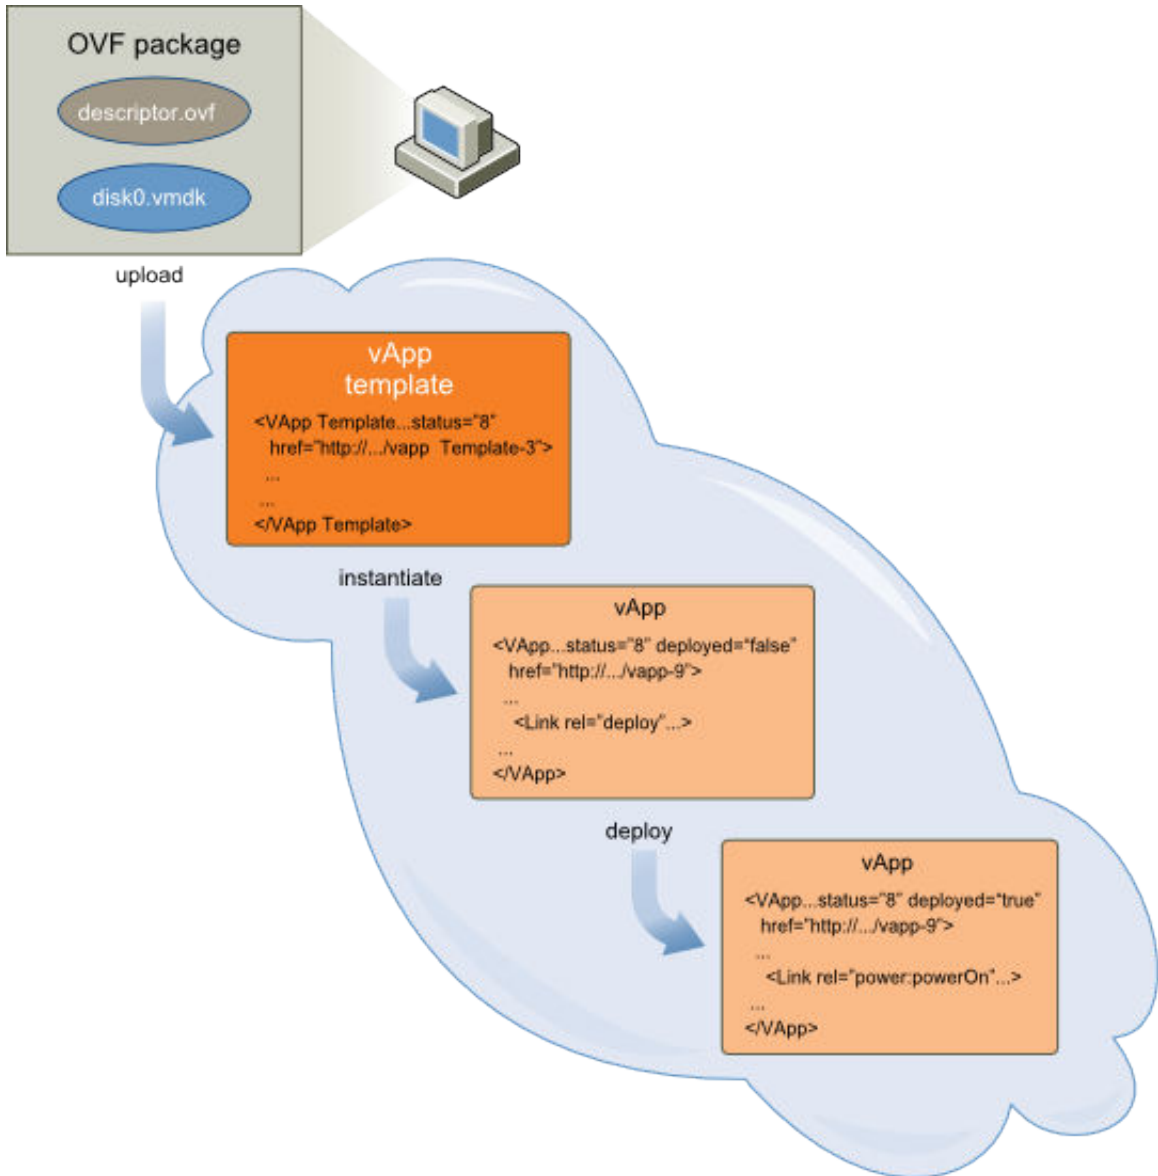 OVF package
descriptor.ovf
disk0.vmdk
upload
vApp
template
<VApp Template...status="8"
href="http://.../vapp Template-3">
...
...
</VApp Template>
instantiate
vApp
<VApp...status="8" deployed="false"
href="http://.../vapp-9">
...
<Link rel="deploy"...>
...
</VApp>
deploy
vApp
<VApp...status="8" deployed="true"
href="http://.../vapp-9">
...
<Link rel="power:powerOn"...>
...
</VApp>